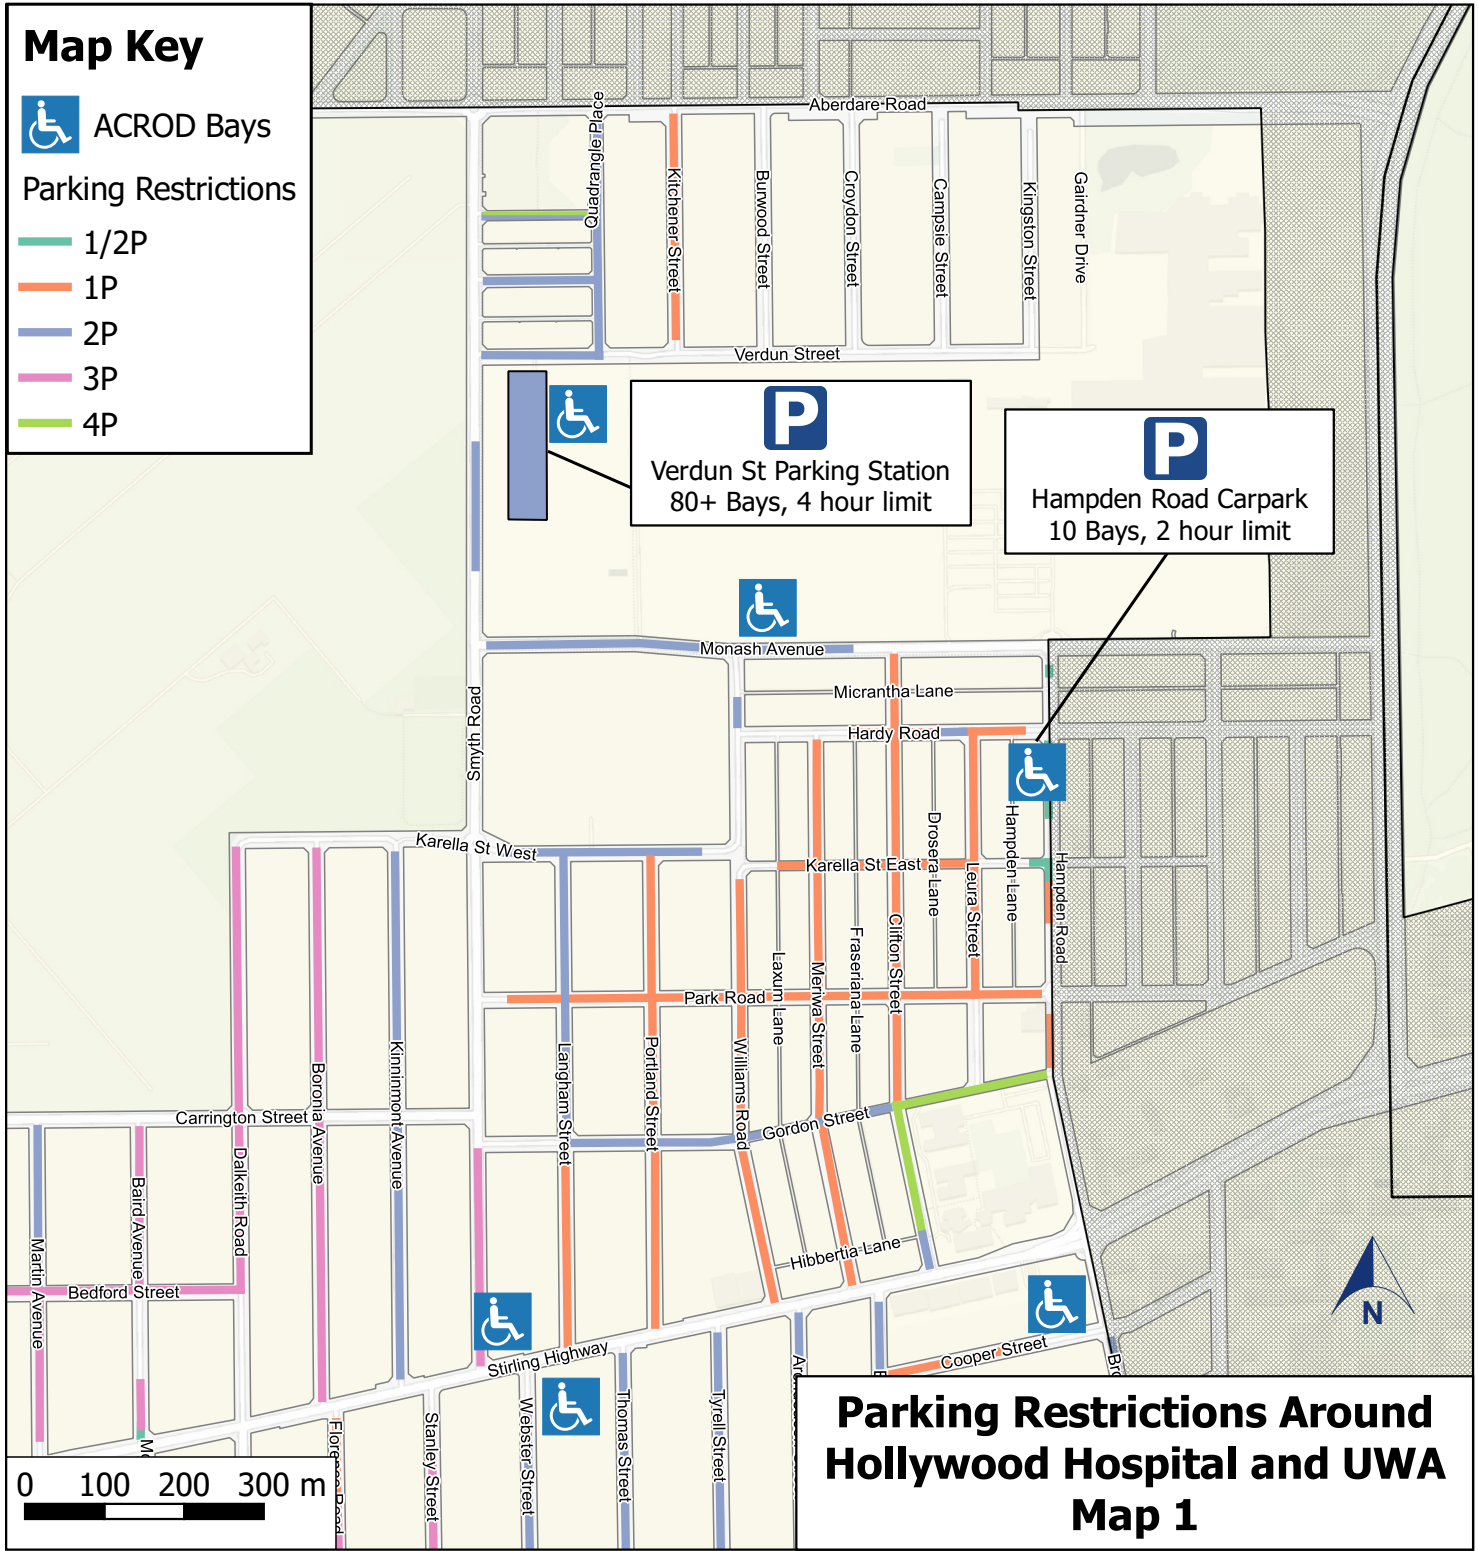 Map Key
ACROD Bays
Parking Restrictions
1/2P
1P
2P
3P
4P
Aberdare Road
Quadrangle Place
Kitchener Street
Burwood Street
Croydon Street
Campsie Street
Kingston Street
Gairdner Drive
Verdun Street
P
Verdun St Parking Station
80+ Bays, 4 hour limit
P
Hampden Road Carpark
10 Bays, 2 hour limit
Monash Avenue
Micrantha Lane
Hardy Road
Smyth Road
Karella St West
Karella St East
Drosera Lane
Leura Street
Hampden Lane
Hampden Road
Clifton Street
Fraseriana Lane
Meriwa Street
Laxum Lane
Park Road
Williams Road
Portland Street
Langham Street
Kinninmont Avenue
Boronia Avenue
Carrington Street
Gordon Street
Dalkeith Road
Baird Avenue
Martin Avenue
Bedford Street
Hibbertia Lane
Stirling Highway
Cooper Street
N
Stanley Street
Webster Street
Thomas Street
Tyrell Street
0 100 200 300 m
Parking Restrictions Around
Hollywood Hospital and UWA
Map 1